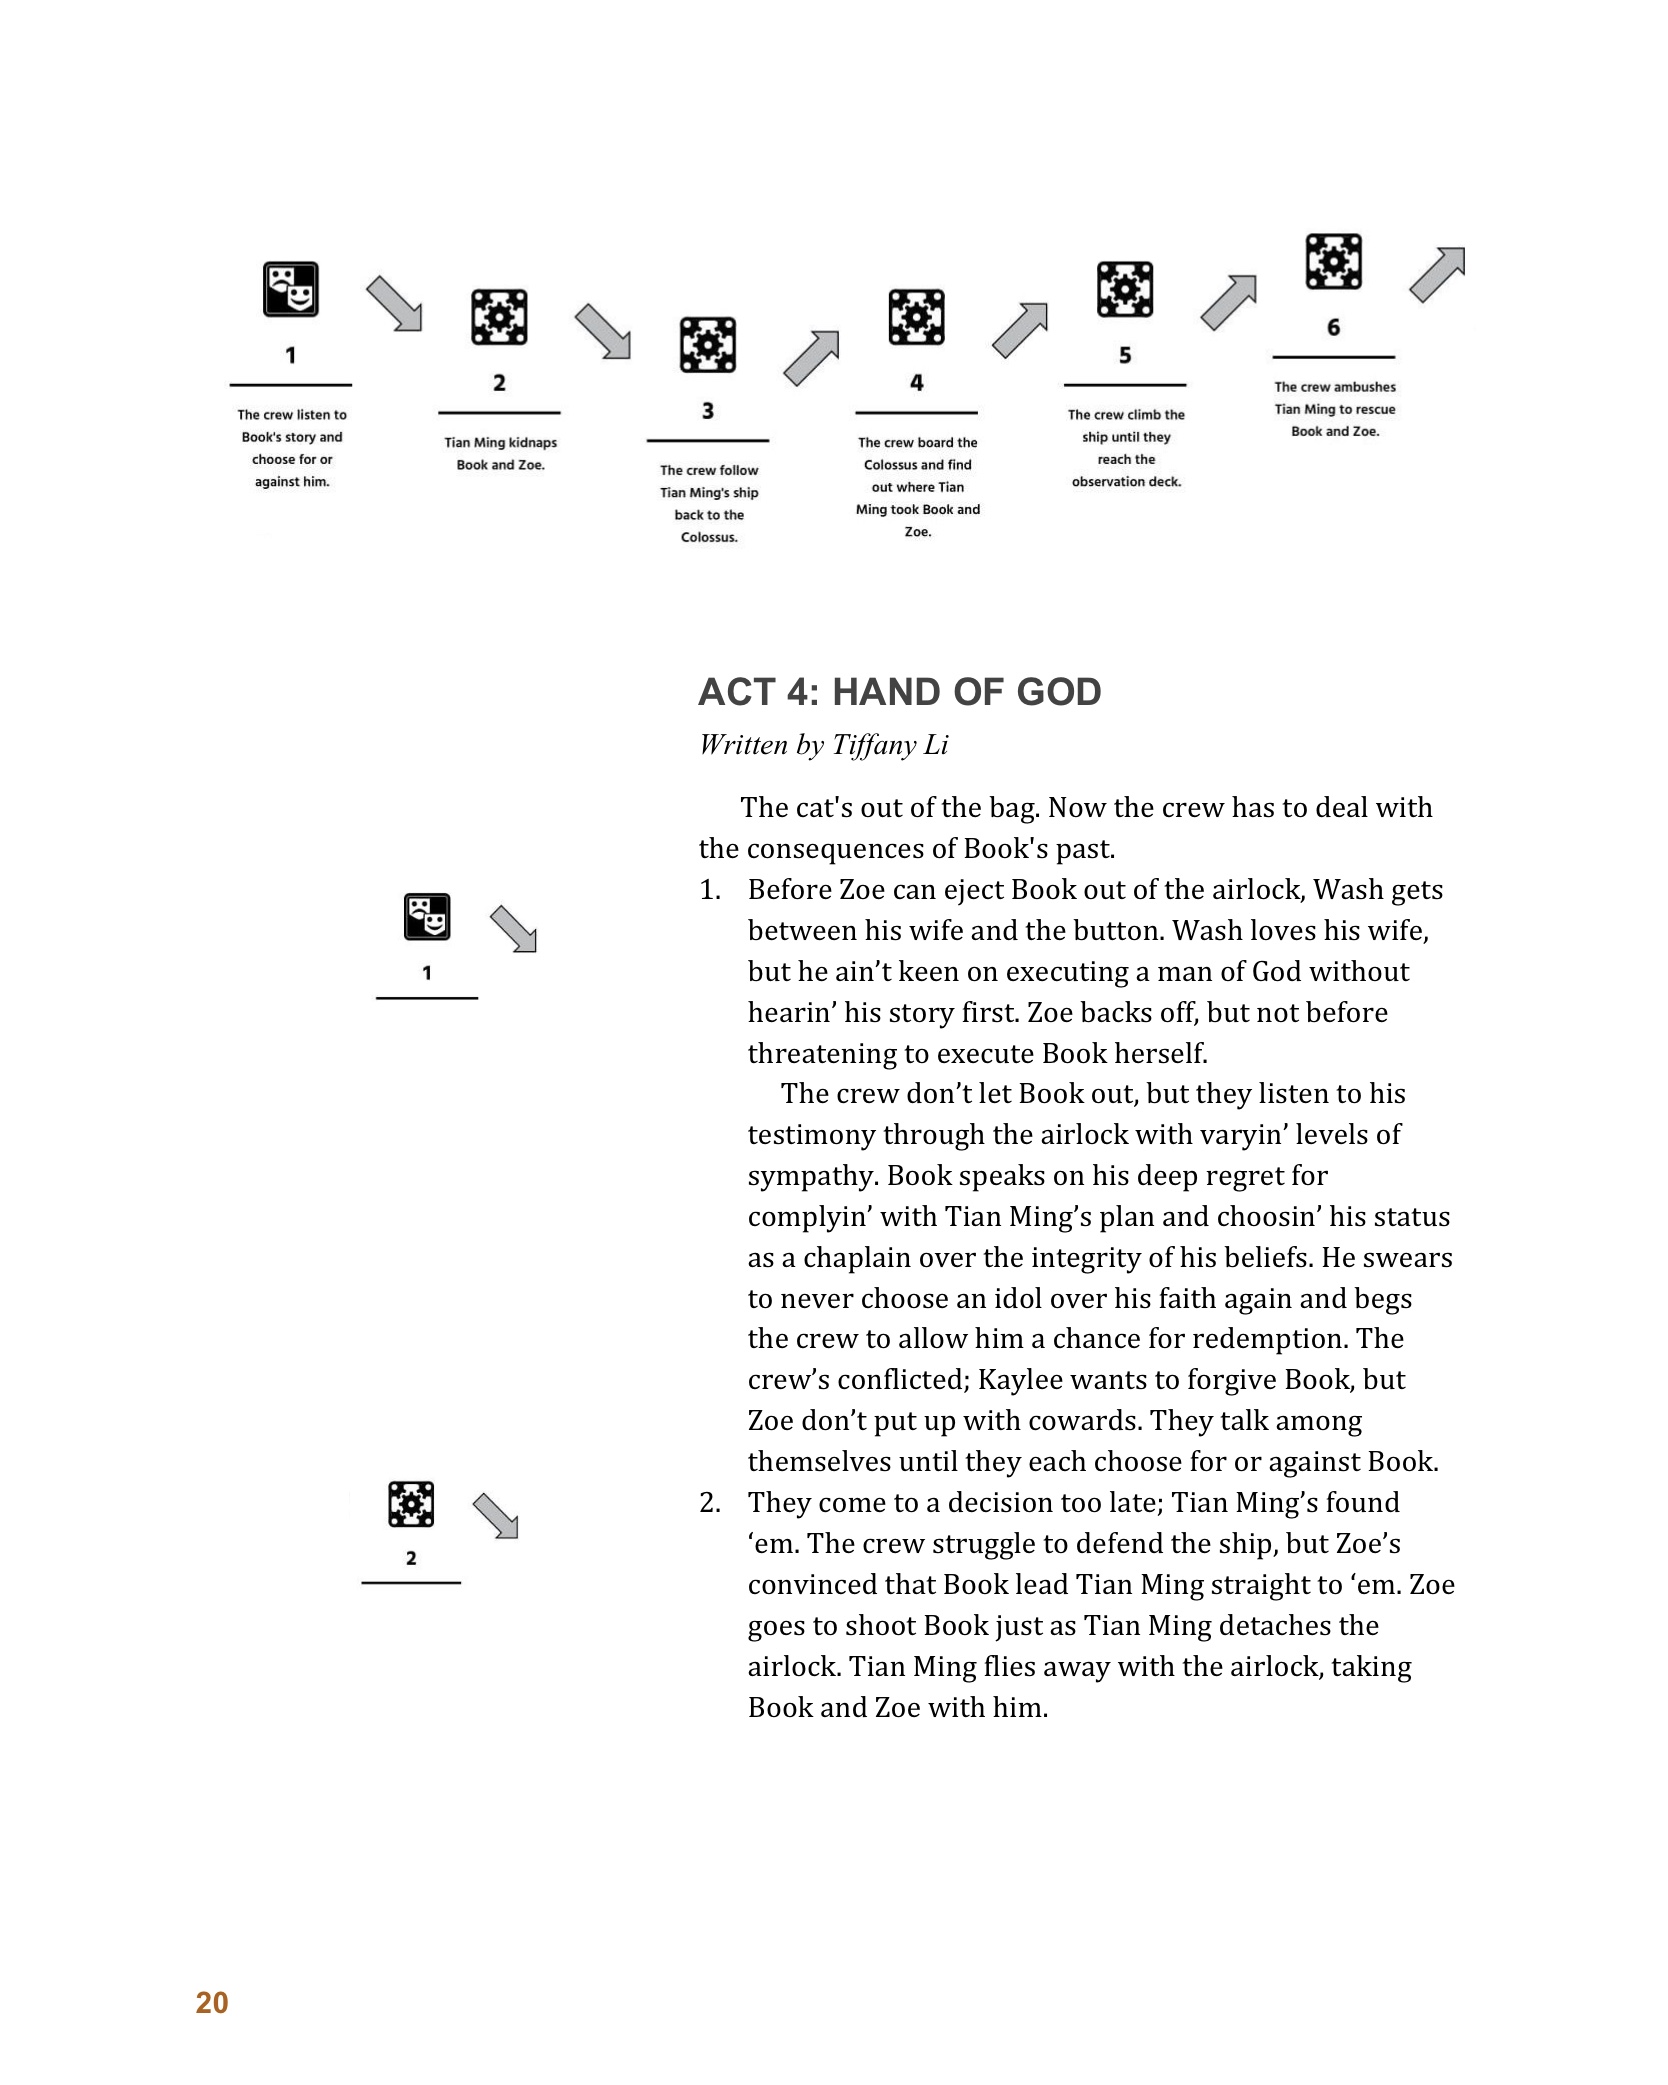 1
The crew listen to
Book's story and
choose for or
against him.
2
Tian Ming kidnaps
Book and Zoe.
3
The crew follow
Tian Ming's ship
back to the
Colossus.
4
The crew board the
Colossus and find
out where Tian
Ming took Book and
Zoe.
5
The crew climb the
ship until they
reach the
observation deck.
6
The crew ambushes
Tian Ming to rescue
Book and Zoe.
ACT 4: HAND OF GOD
Written by Tiffany Li
The cat's out of the bag. Now the crew has to deal with
the consequences of Book's past.
1
1. Before Zoe can eject Book out of the airlock, Wash gets
between his wife and the button. Wash loves his wife,
but he ain’t keen on executing a man of God without
hearin’ his story first. Zoe backs off, but not before
threatening to execute Book herself.
The crew don’t let Book out, but they listen to his
testimony through the airlock with varyin’ levels of
sympathy. Book speaks on his deep regret for
complyin’ with Tian Ming’s plan and choosin’ his status
as a chaplain over the integrity of his beliefs. He swears
to never choose an idol over his faith again and begs
the crew to allow him a chance for redemption. The
crew’s conflicted; Kaylee wants to forgive Book, but
Zoe don’t put up with cowards. They talk among
themselves until they each choose for or against Book.
2
2. They come to a decision too late; Tian Ming’s found
‘em. The crew struggle to defend the ship, but Zoe’s
convinced that Book lead Tian Ming straight to ‘em. Zoe
goes to shoot Book just as Tian Ming detaches the
airlock. Tian Ming flies away with the airlock, taking
Book and Zoe with him.
20